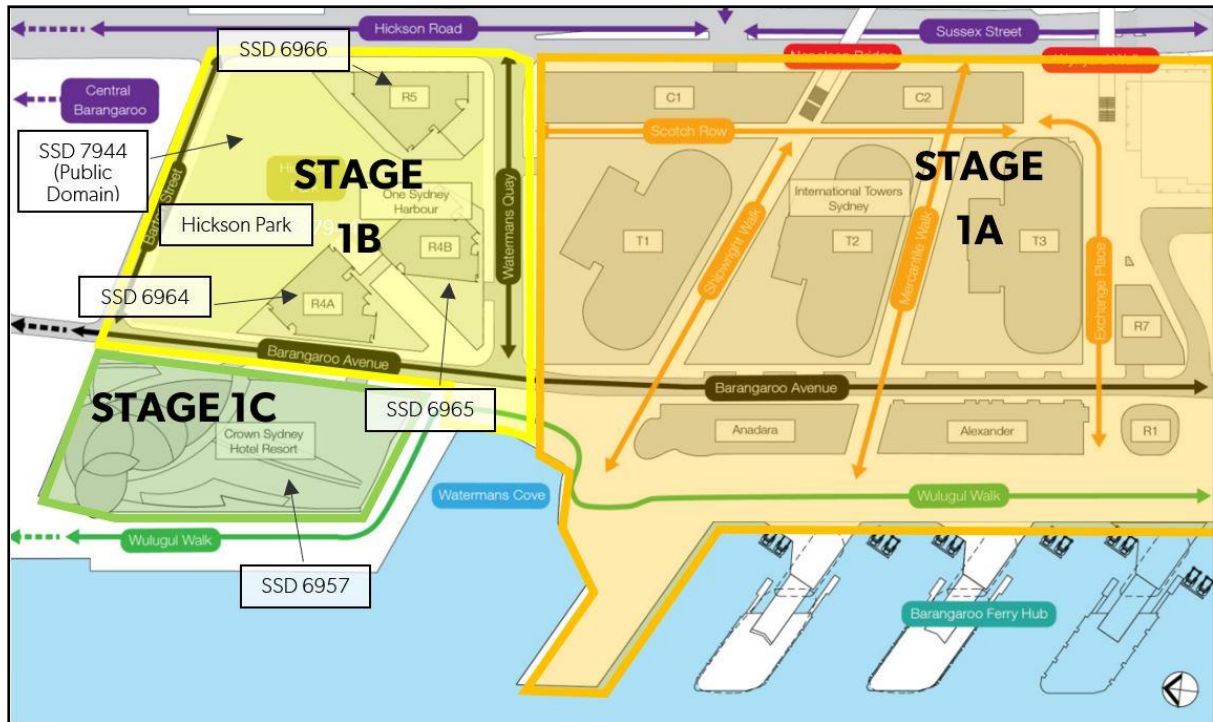 Hickson Road
Sussex Street
SSD 6966
Central
Barangaroo
R5
C1
C2
Scotch Row
SSD 7944
(Public
Domain)
STAGE
1B
STAGE
1A
One Sydney
Harbour
International Towers
Sydney
Hickson Park
R4B
T1
T2
T3
Watermans Quay
Shipwright Walk
Mercantile Walk
Exchange Place
SSD 6964
R4A
R7
Barangaroo Avenue
Barangaroo Avenue
STAGE 1C
SSD 6965
Crown Sydney
Hotel Resort
Anadara
Alexander
R1
Watermans Cove
Wulugul Walk
Wulugul Walk
SSD 6957
Barangaroo Ferry Hub